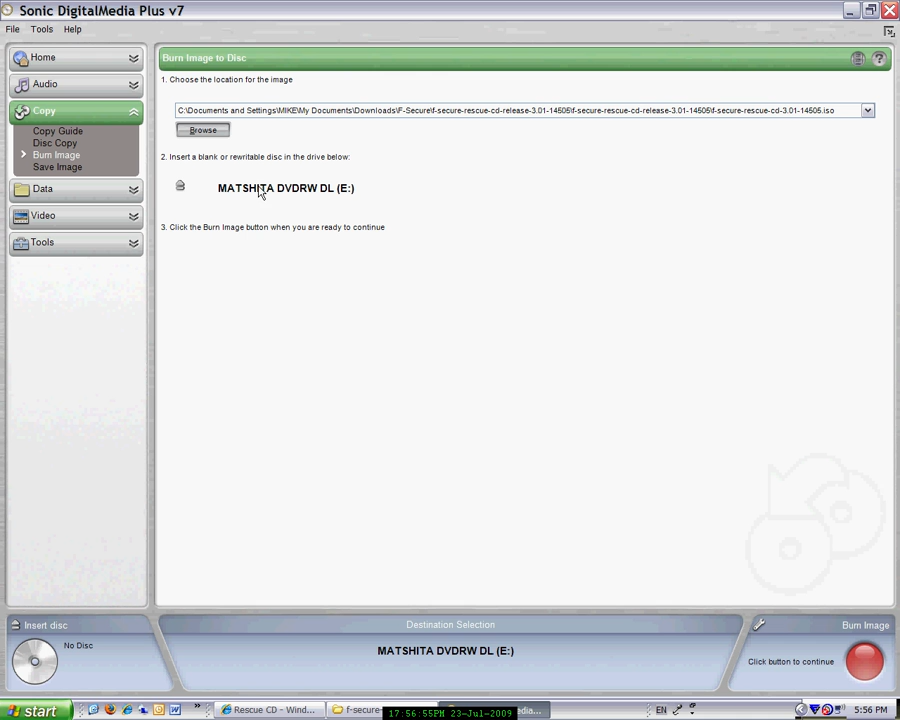 Sonic DigitalMedia Plus v7
File Tools Help
Home
Audio
Copy
Copy Guide
Disc Copy
Burn Image
Save Image
Data
Video
Tools
Burn Image to Disc
1. Choose the location for the image
C:\Documents and Settings\MIKE\My Documents\Downloads\F-Secure\f-secure-rescue-cd-release-3.01-14505\f-secure-rescue-cd-release-3.01-14505\f-secure-rescue-cd-3.01-14505.iso
Browse
2. Insert a blank or rewritable disc in the drive below:
MATSHITA DVDRW DL (E:)
3. Click the Burn Image button when you are ready to continue
Insert disc
No Disc
Destination Selection
MATSHITA DVDRW DL (E:)
Burn Image
Click button to continue
start
Rescue CD - Wind...
f-secure-
edia...
17:56:55PM 23-Jul-2009
EN
5:56 PM